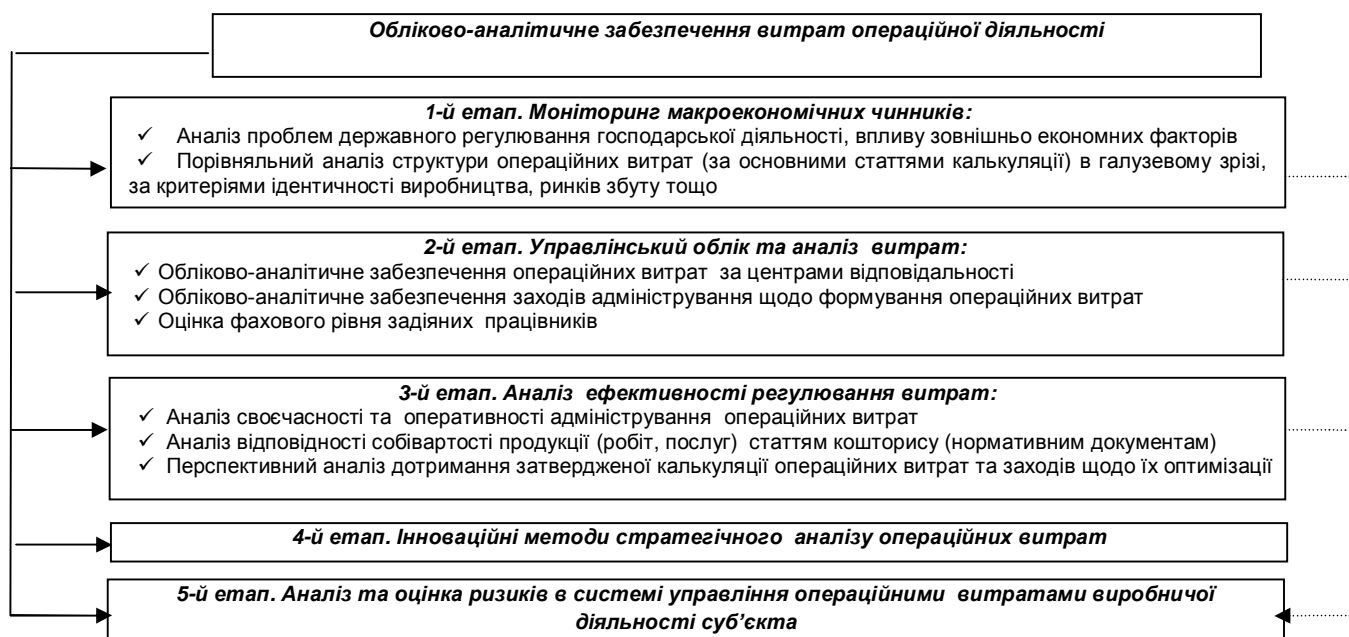 Обліково-аналітичне забезпечення витрат операційної діяльності
1-й етап. Моніторинг макроекономічних чинників:
✓ Аналіз проблем державного регулювання господарської діяльності, впливу зовнішньо економних факторів
✓ Порівняльний аналіз структури операційних витрат (за основними статтями калькуляції) в галузевому зрізі,
за критеріями ідентичності виробництва, ринків збуту тощо
2-й етап. Управлінський облік та аналіз витрат:
✓ Обліково-аналітичне забезпечення операційних витрат за центрами відповідальності
✓ Обліково-аналітичне забезпечення заходів адміністрування щодо формування операційних витрат
✓ Оцінка фахового рівня задіяних працівників
3-й етап. Аналіз ефективності регулювання витрат:
✓ Аналіз своєчасності та оперативності адміністрування операційних витрат
✓ Аналіз відповідності собівартості продукції (робіт, послуг) статтям кошторису (нормативним документам)
✓ Перспективний аналіз дотримання затвердженої калькуляції операційних витрат та заходів щодо їх оптимізації
4-й етап. Інноваційні методи стратегічного аналізу операційних витрат
5-й етап. Аналіз та оцінка ризиків в системі управління операційними витратами виробничої
діяльності суб’єкта